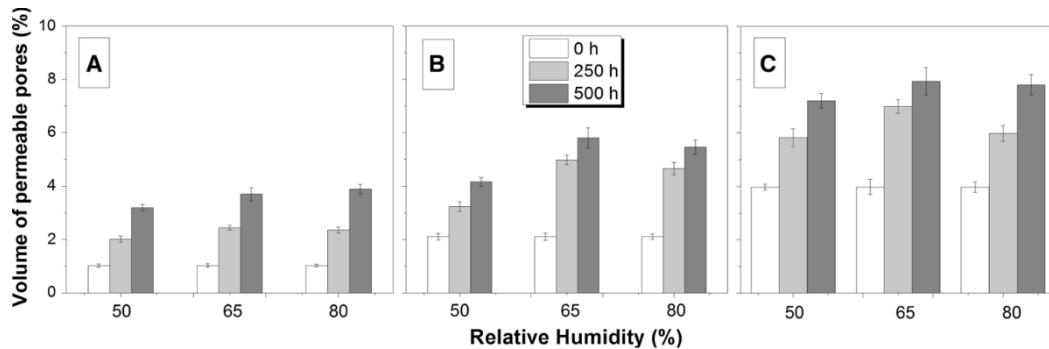 Volume of permeable pores (%)
10
8
6
4
2
0
A
B
C
0 h
250 h
500 h
50 65 80 50 65 80 50 65 80
Relative Humidity (%)